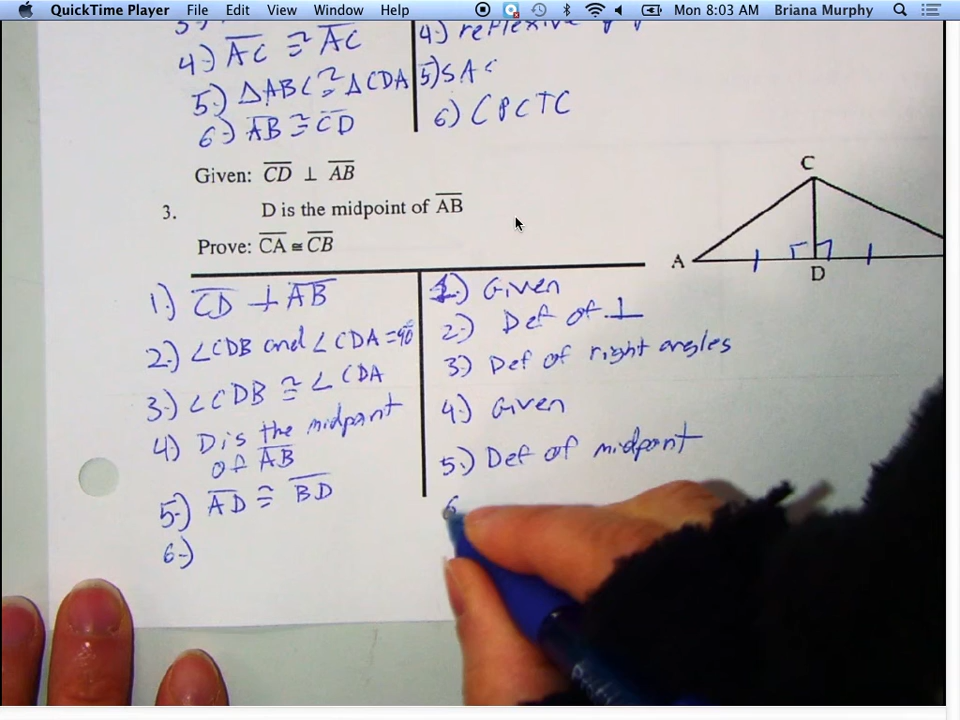 QuickTime Player File Edit View Window Help Mon 8:03 AM Briana Murphy
4.) reflexive
4.) AC ≅ AC
5.) △ABC ≅ △CDA 5.) SA
6.) AB ≅ CD 6.) CPCTC
Given: CD ⊥ AB
C
3. D is the midpoint of AB
Prove: CA ≅ CB
A
D
1.) CD ⊥ AB 1.) Given
2.) ∠CDB and ∠CDA = 90 2.) Def of ⊥
3.) ∠CDB ≅ ∠CDA 3.) Def of right angles
4.) D is the midpoint 4.) Given
of AB
5.) AD ≅ BD 5.) Def of midpoint
6.) 6